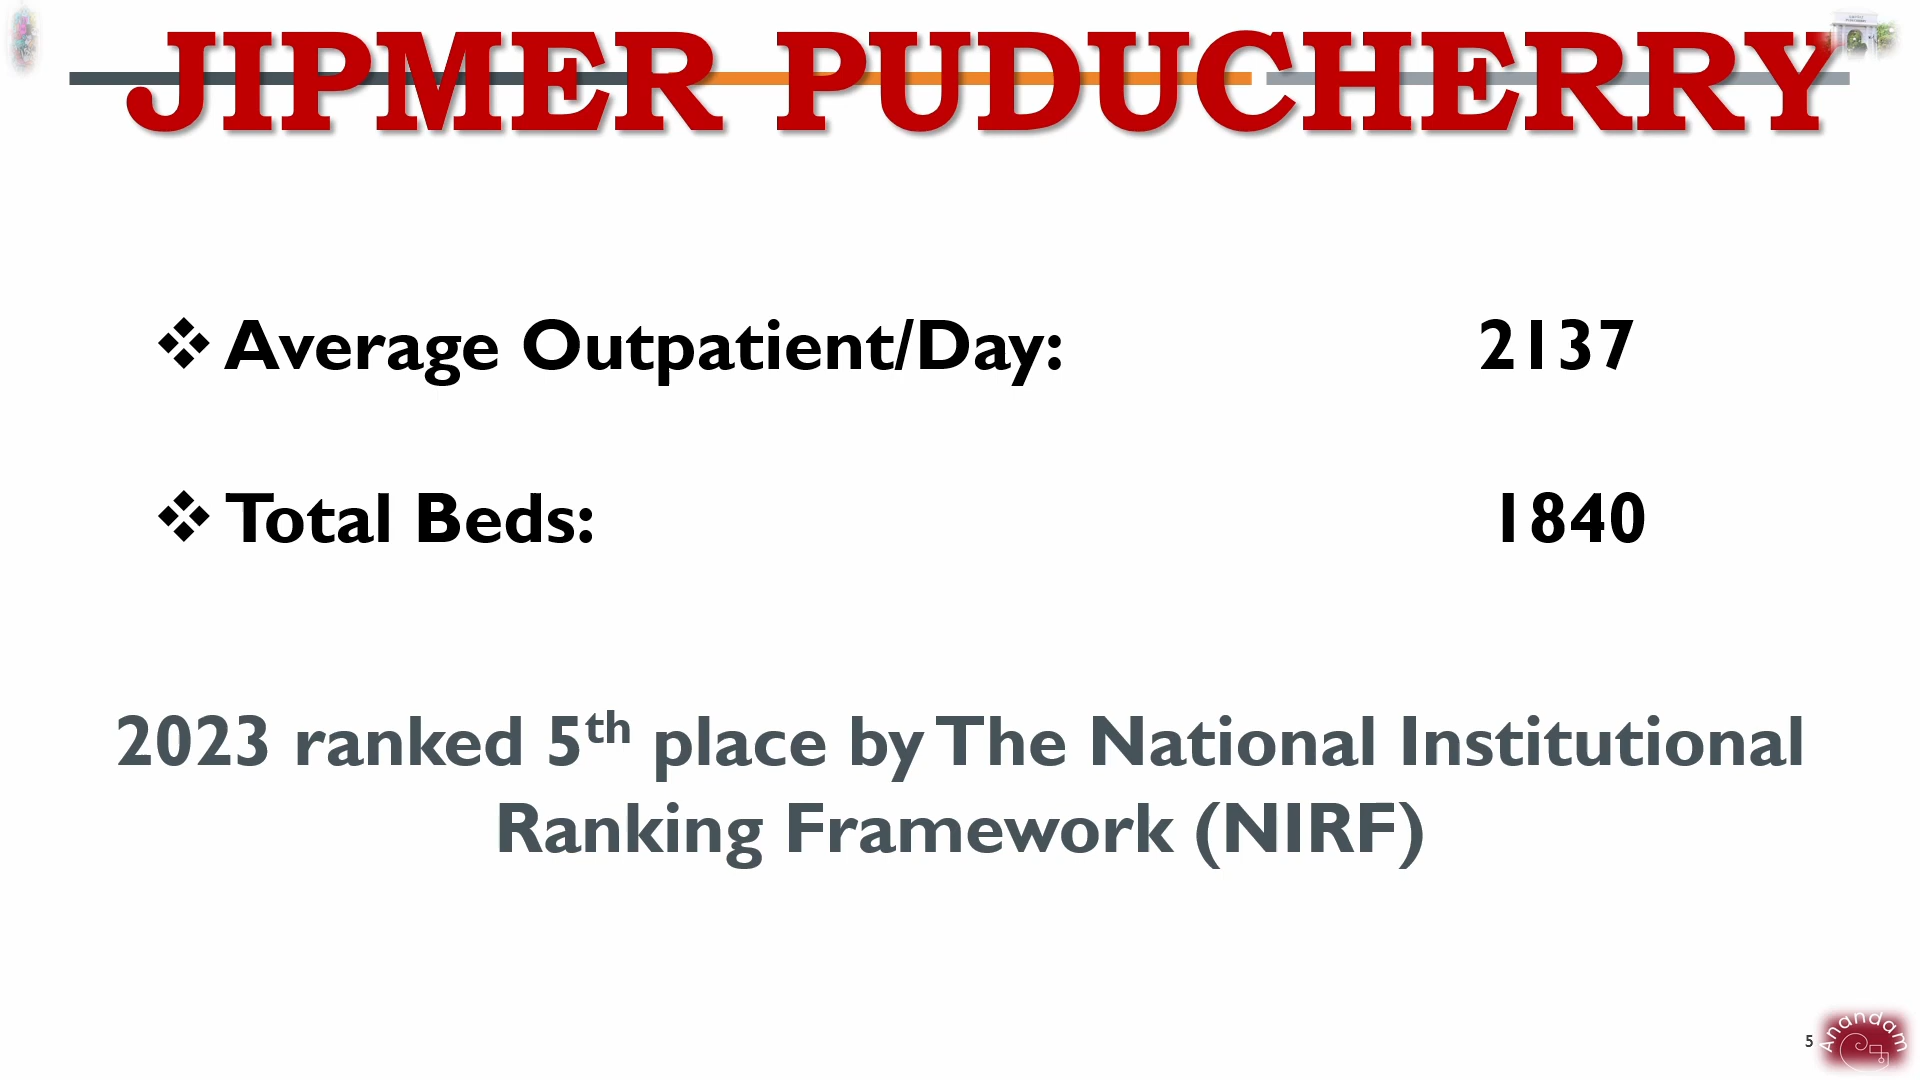 JIPMER PUDUCHERRY
❖ Average Outpatient/Day: 2137
❖ Total Beds: 1840
2023 ranked 5th place by The National Institutional
Ranking Framework (NIRF)
5
Anandam